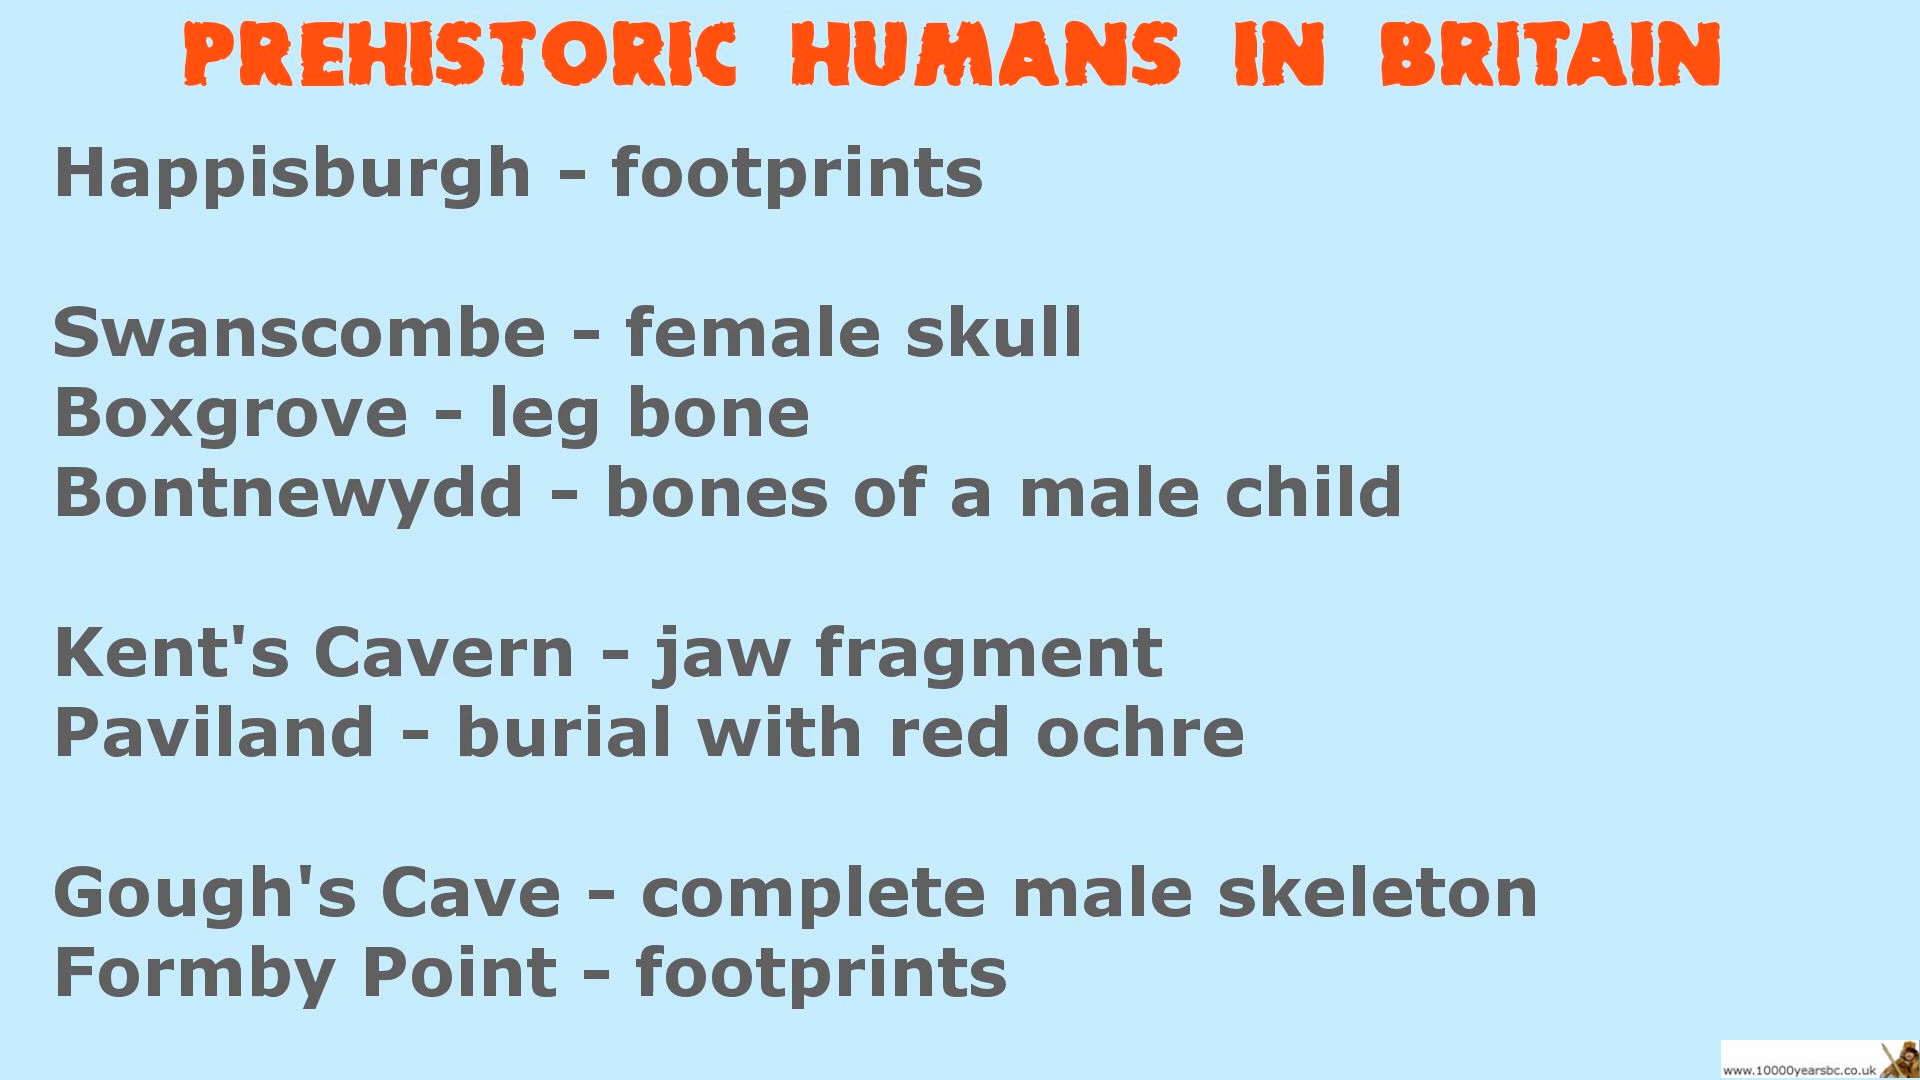 PREHISTORIC HUMANS IN BRITAIN
Happisburgh - footprints
Swanscombe - female skull
Boxgrove - leg bone
Bontnewydd - bones of a male child
Kent's Cavern - jaw fragment
Paviland - burial with red ochre
Gough's Cave - complete male skeleton
Formby Point - footprints
www.10000yearsbc.co.uk